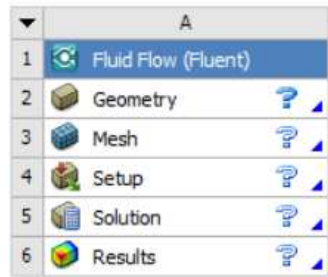 A
1 Fluid Flow (Fluent)
2 Geometry ?
3 Mesh ?
4 Setup ?
5 Solution ?
6 Results ?